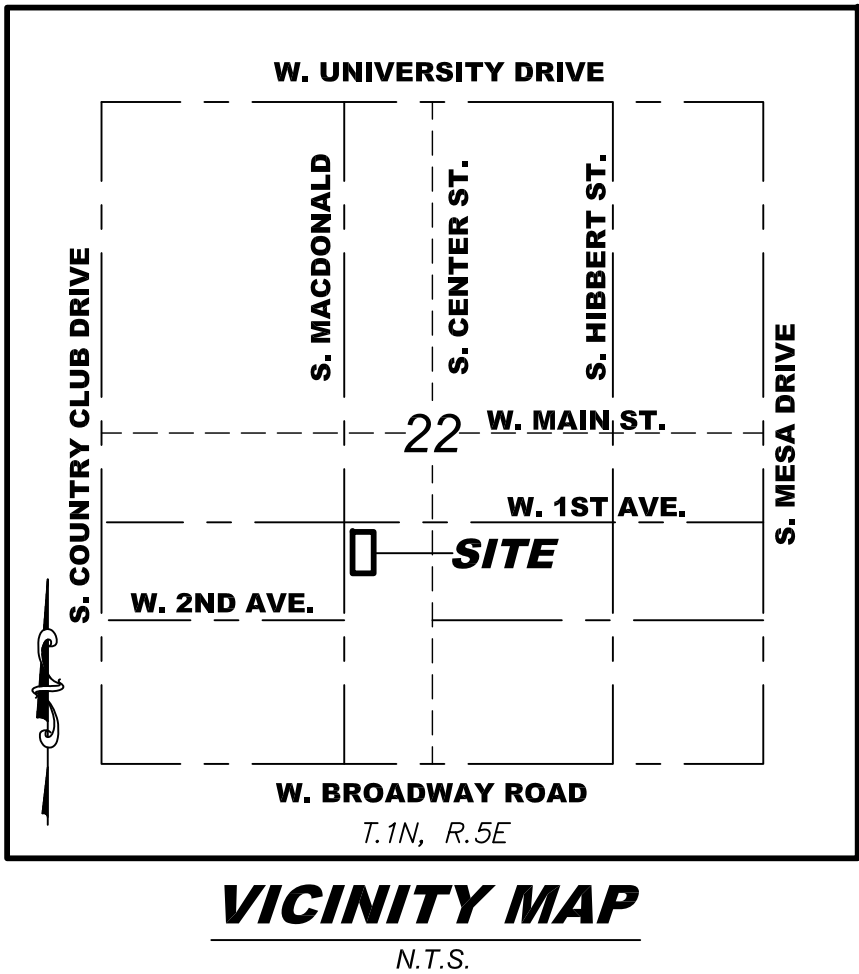 W. UNIVERSITY DRIVE
S. MACDONALD
S. CENTER ST.
S. HIBBERT ST.
S. COUNTRY CLUB DRIVE
S. MESA DRIVE
22
W. MAIN ST.
W. 1ST AVE.
SITE
W. 2ND AVE.
W. BROADWAY ROAD
T.1N, R.5E
VICINITY MAP
N.T.S.